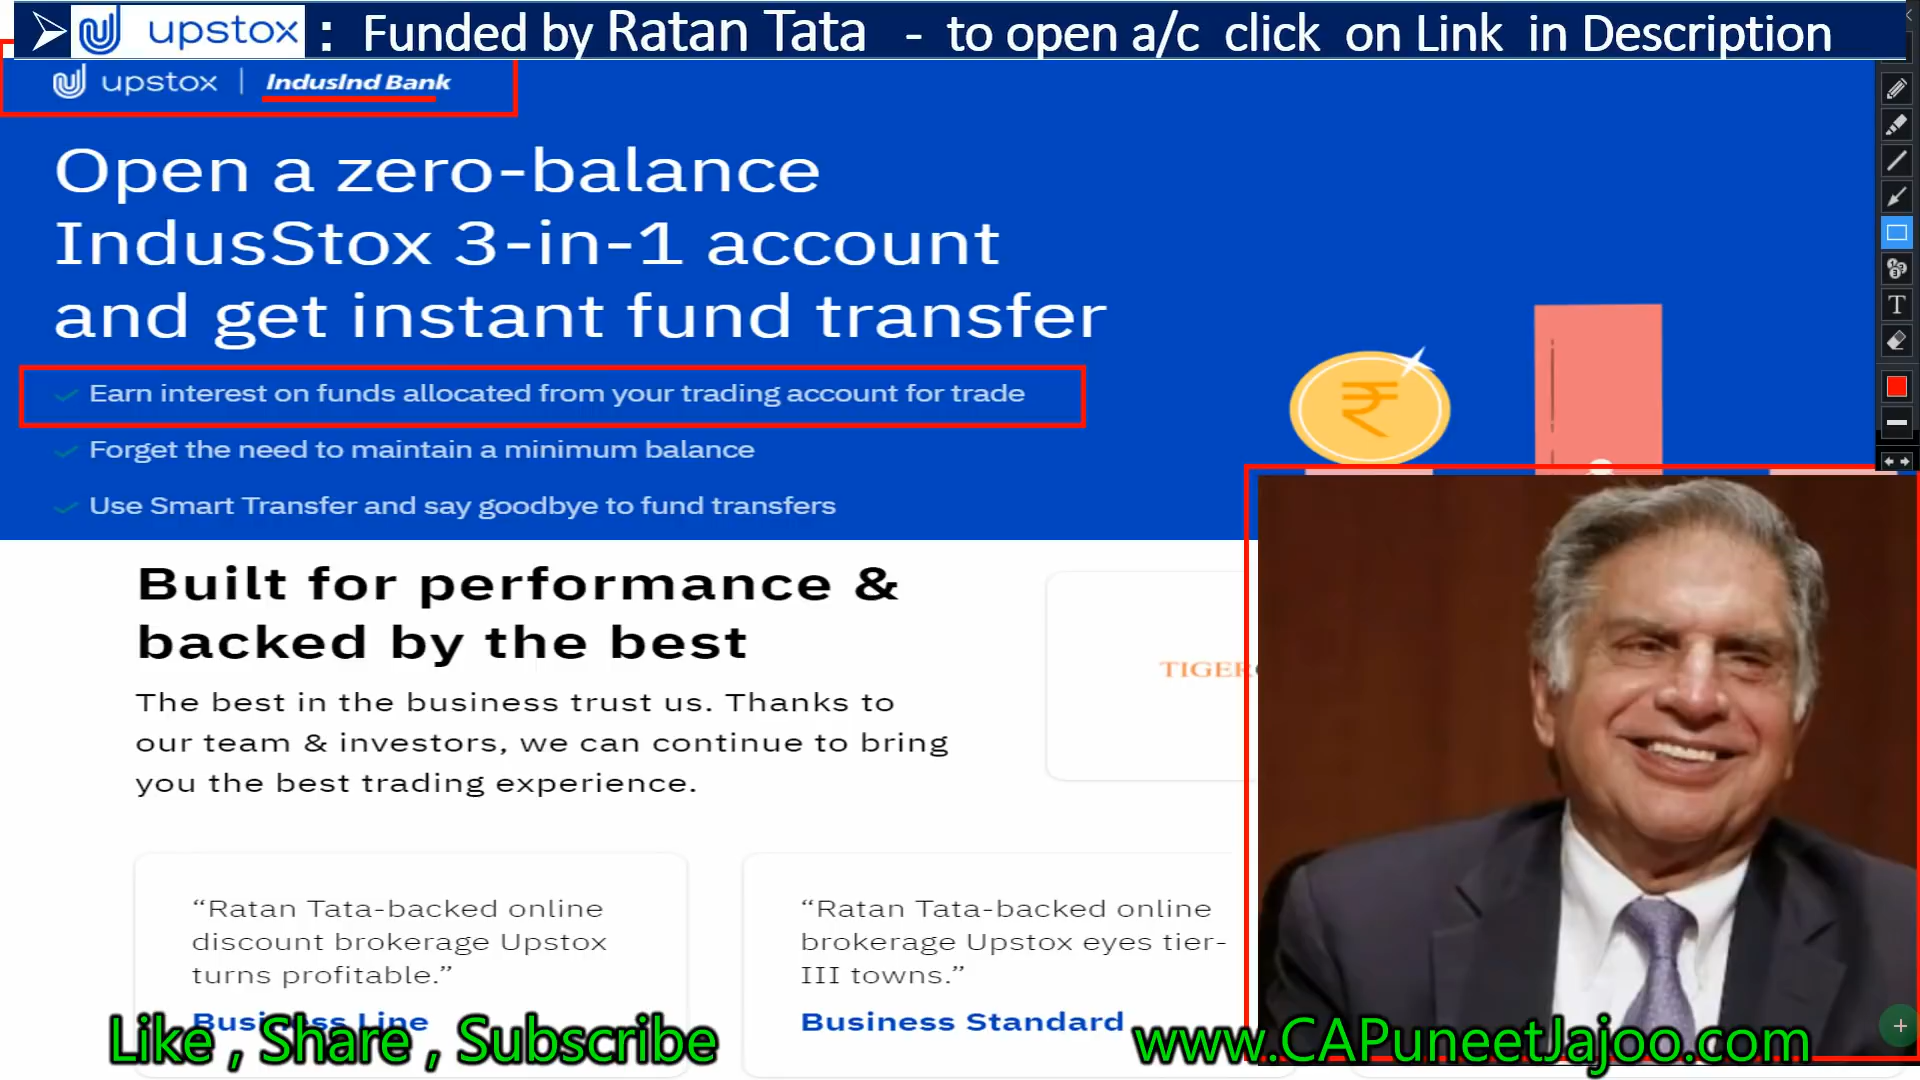 upstox : Funded by Ratan Tata - to open a/c click on Link in Description
upstox | IndusInd Bank
Open a zero-balance
IndusStox 3-in-1 account
and get instant fund transfer
Earn interest on funds allocated from your trading account for trade
Forget the need to maintain a minimum balance
Use Smart Transfer and say goodbye to fund transfers
₹
Built for performance &
backed by the best
The best in the business trust us. Thanks to
our team & investors, we can continue to bring
you the best trading experience.
TIGER
“Ratan Tata-backed online
discount brokerage Upstox
turns profitable.”
Business Line
“Ratan Tata-backed online
brokerage Upstox eyes tier-
III towns.”
Business Standard
Like , Share , Subscribe
www.CAPuneetJajoo.com
T